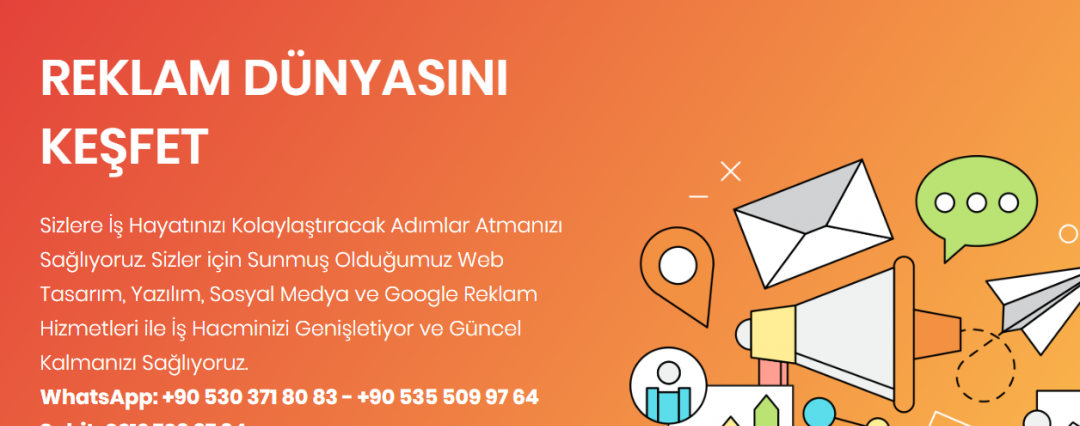 REKLAM DÜNYASINI
KEŞFET
Sizlere İş Hayatınızı Kolaylaştıracak Adımlar Atmanızı
Sağlıyoruz. Sizler için Sunmuş Olduğumuz Web
Tasarım, Yazılım, Sosyal Medya ve Google Reklam
Hizmetleri ile İş Hacminizi Genişletiyor ve Güncel
Kalmanızı Sağlıyoruz.
WhatsApp: +90 530 371 80 83 - +90 535 509 97 64